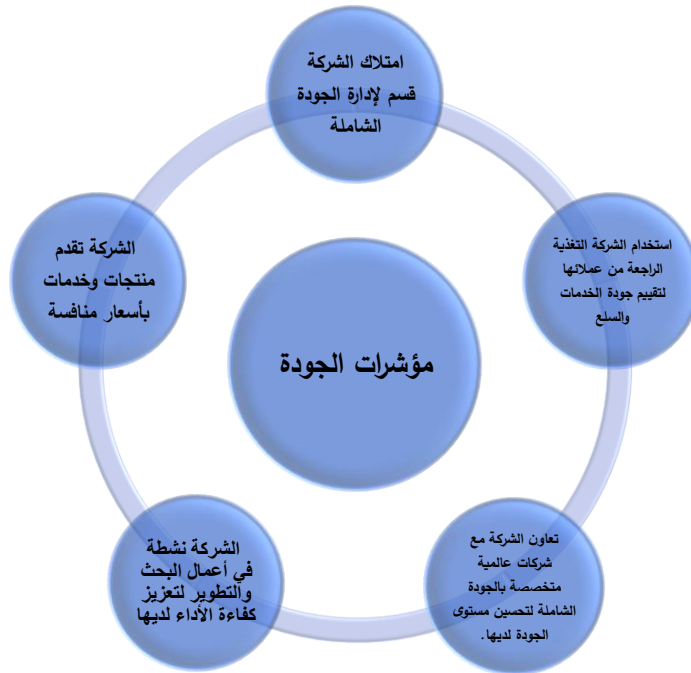 امتلاك الشركة
قسم لإدارة الجودة
الشاملة
استخدام الشركة التغذية
الراجعة من عملائها
لتقييم جودة الخدمات
والسلع
تعاون الشركة مع
شركات عالمية
متخصصة بالجودة
الشاملة لتحسين مستوى
الجودة لديها.
الشركة نشطة
في أعمال البحث
والتطوير لتعزيز
كفاءة الأداء لديها
الشركة تقدم
منتجات وخدمات
بأسعار منافسة
مؤشرات الجودة